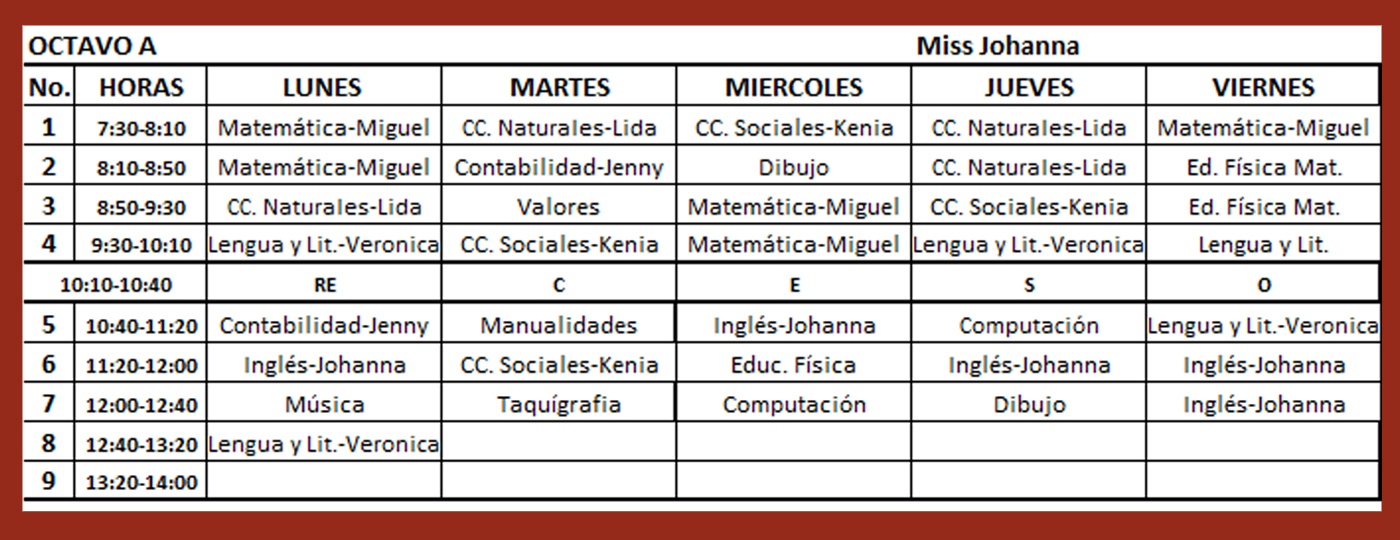 OCTAVO A Miss Johanna
No. HORAS LUNES MARTES MIERCOLES JUEVES VIERNES
1 7:30-8:10 Matemática-Miguel CC. Naturales-Lida CC. Sociales-Kenia CC. Naturales-Lida Matemática-Miguel
2 8:10-8:50 Matemática-Miguel Contabilidad-Jenny Dibujo CC. Naturales-Lida Ed. Física Mat.
3 8:50-9:30 CC. Naturales-Lida Valores Matemática-Miguel CC. Sociales-Kenia Ed. Física Mat.
4 9:30-10:10 Lengua y Lit.-Veronica CC. Sociales-Kenia Matemática-Miguel Lengua y Lit.-Veronica Lengua y Lit.
10:10-10:40 RE C E S O
5 10:40-11:20 Contabilidad-Jenny Manualidades Inglés-Johanna Computación Lengua y Lit.-Veronica
6 11:20-12:00 Inglés-Johanna CC. Sociales-Kenia Educ. Física Inglés-Johanna Inglés-Johanna
7 12:00-12:40 Música Taquígrafia Computación Dibujo Inglés-Johanna
8 12:40-13:20 Lengua y Lit.-Veronica
9 13:20-14:00